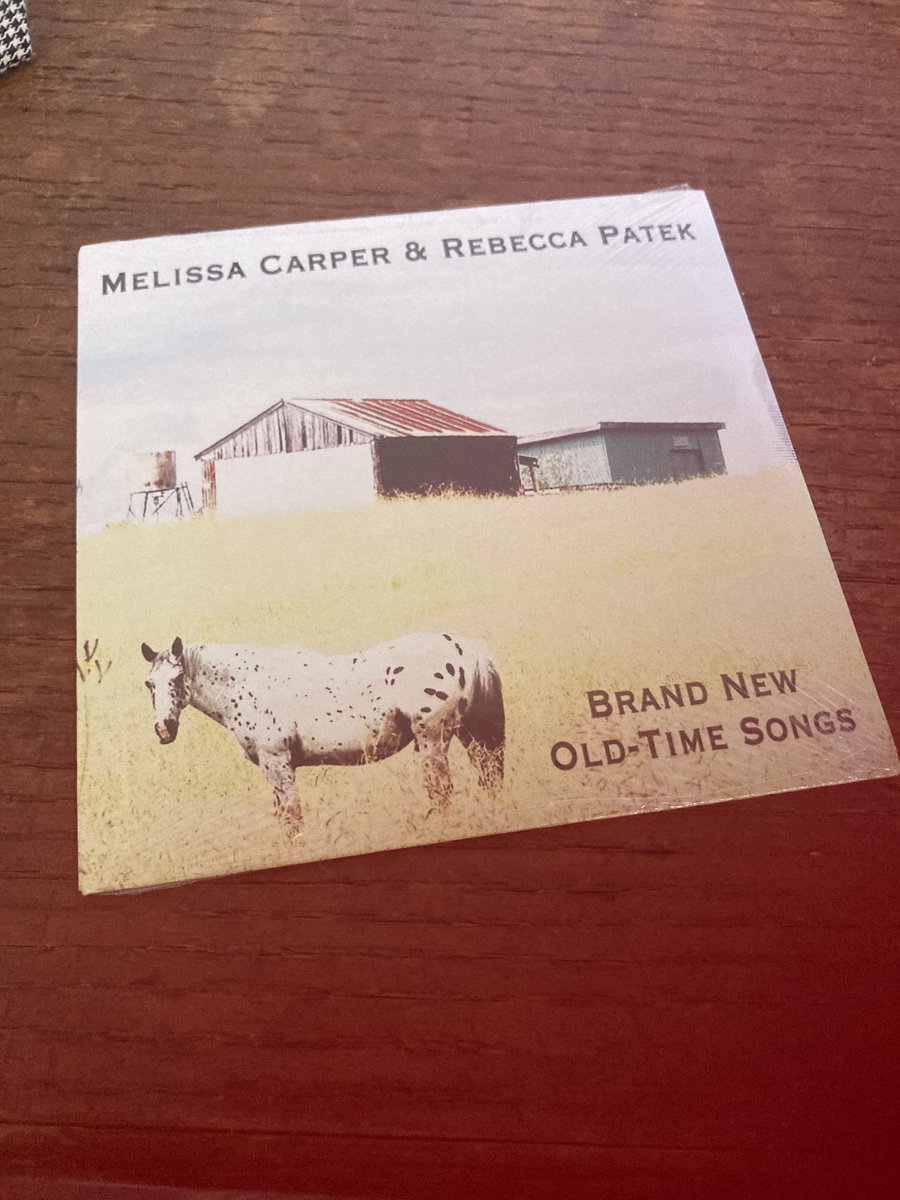 Melissa Carper & Rebecca Patek
Brand New
Old-Time Songs